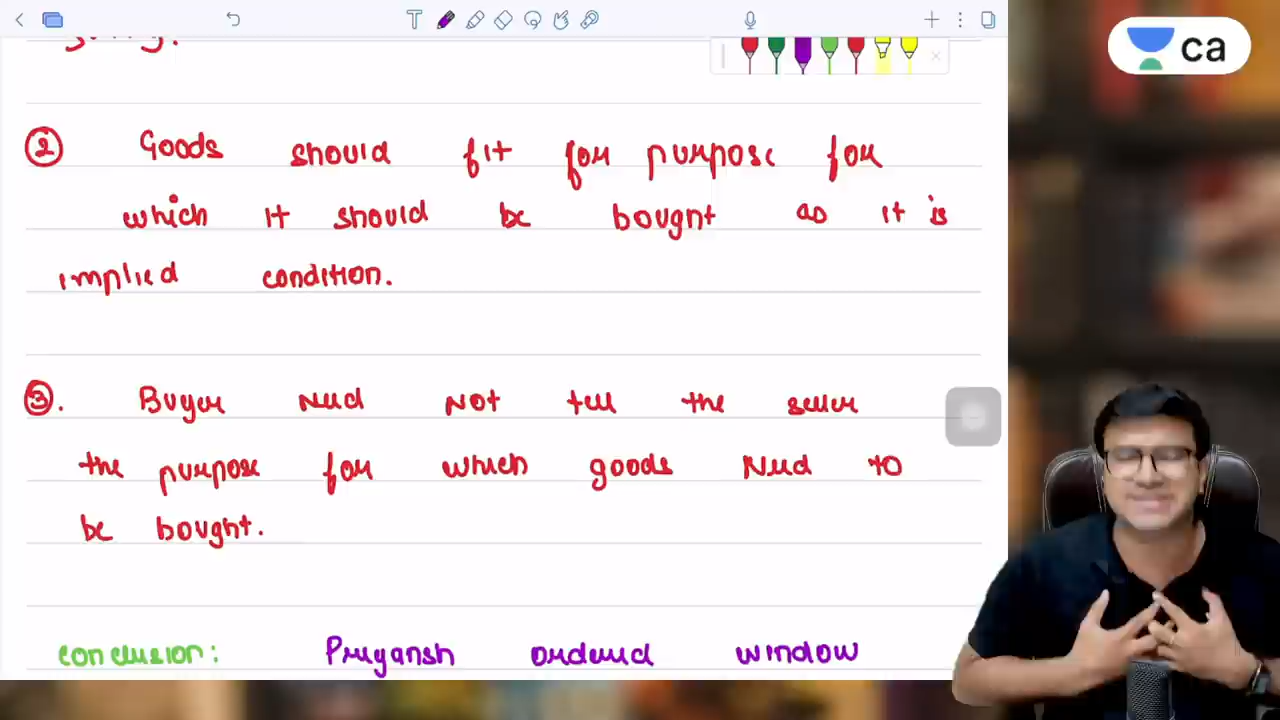 ca
② Goods should fit for purpose for
which it should be bought as it is
implied condition.
③. Buyer need not tell the seller
the purpose for which goods need to
be bought.
conclusion: Priyansh ordered window